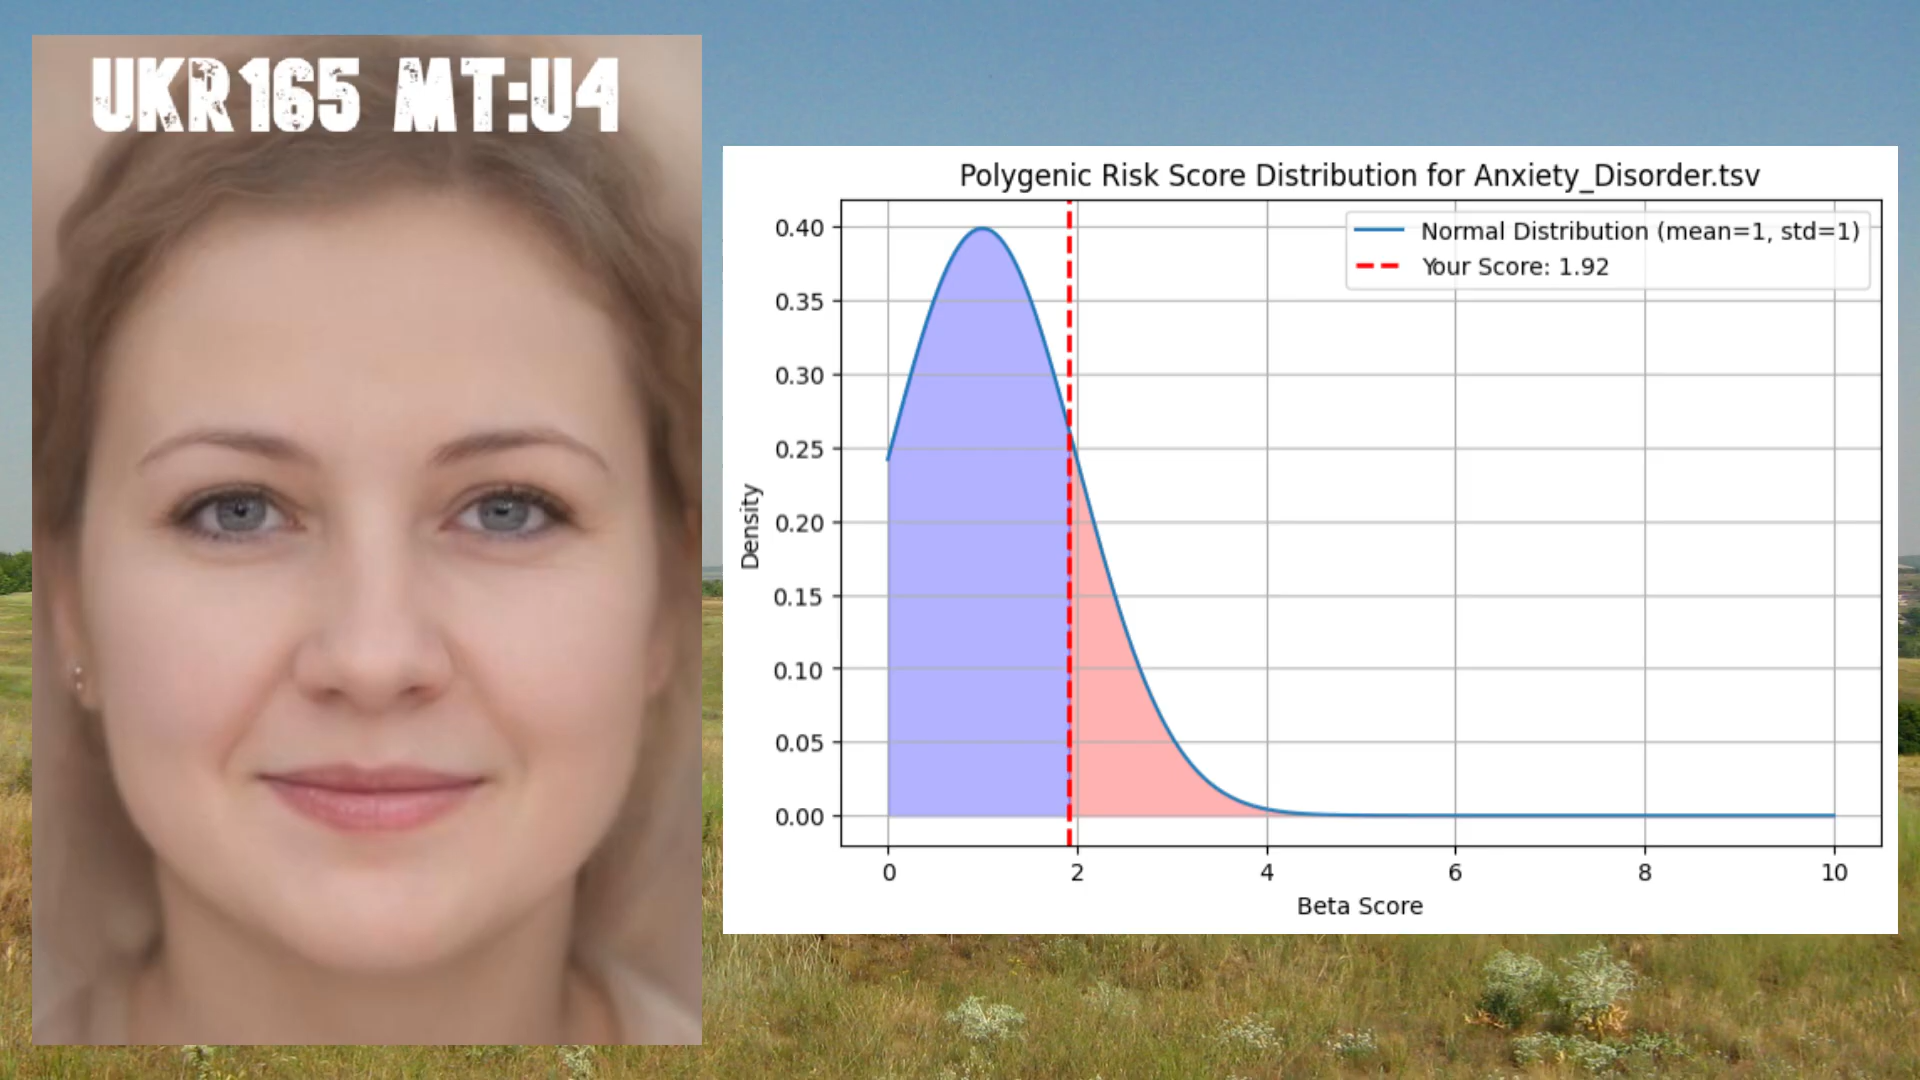 UKR165 MT:U4
Polygenic Risk Score Distribution for Anxiety_Disorder.tsv
Normal Distribution (mean=1, std=1)
Your Score: 1.92
0.40
0.35
0.30
0.25
0.20
0.15
0.10
0.05
0.00
Density
0 2 4 6 8 10
Beta Score